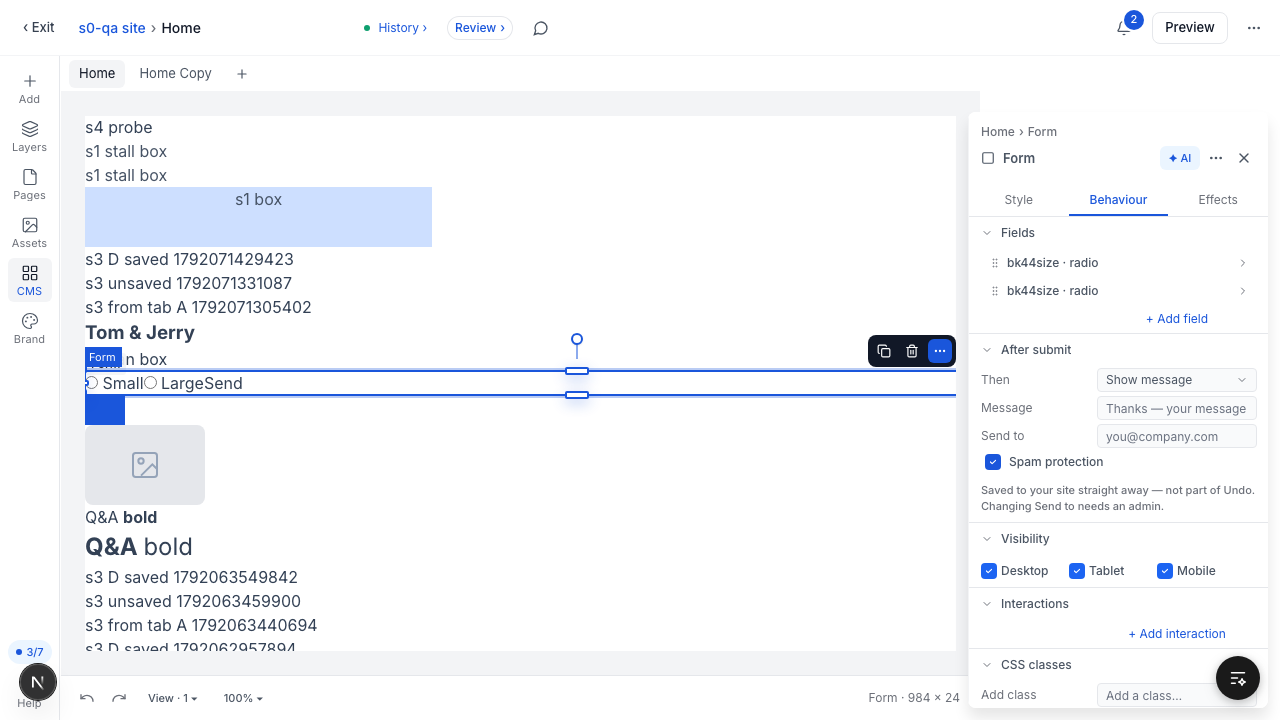 ‹ Exit
s0-qa site › Home
History ›
Review ›
2
Preview
Add
Layers
Pages
Assets
CMS
Brand
3/7
N
Help
Home
Home Copy
s4 probe
s1 stall box
s1 stall box
s1 box
s3 D saved 1792071429423
s3 unsaved 1792071331087
s3 from tab A 1792071305402
Tom & Jerry
Form
n box
Small LargeSend
Q&A bold
Q&A bold
s3 D saved 1792063549842
s3 unsaved 1792063459900
s3 from tab A 1792063440694
s3 D saved 1792062957894
View · 1
100%
Form · 984 × 24
Home › Form
Form
AI
Style
Behaviour
Effects
Fields
bk44size · radio
bk44size · radio
+ Add field
After submit
Then
Show message
Message
Thanks — your message
Send to
you@company.com
Spam protection
Saved to your site straight away — not part of Undo.
Changing Send to needs an admin.
Visibility
Desktop
Tablet
Mobile
Interactions
+ Add interaction
CSS classes
Add class
Add a class...